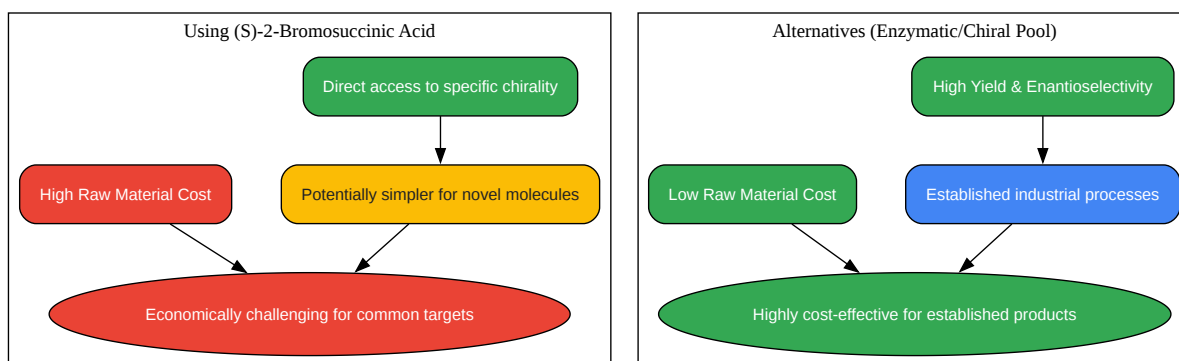 Using (S)-2-Bromosuccinic Acid
Direct access to specific chirality
High Raw Material Cost
Potentially simpler for novel molecules
Economically challenging for common targets
Alternatives (Enzymatic/Chiral Pool)
High Yield & Enantioselectivity
Low Raw Material Cost
Established industrial processes
Highly cost-effective for established products